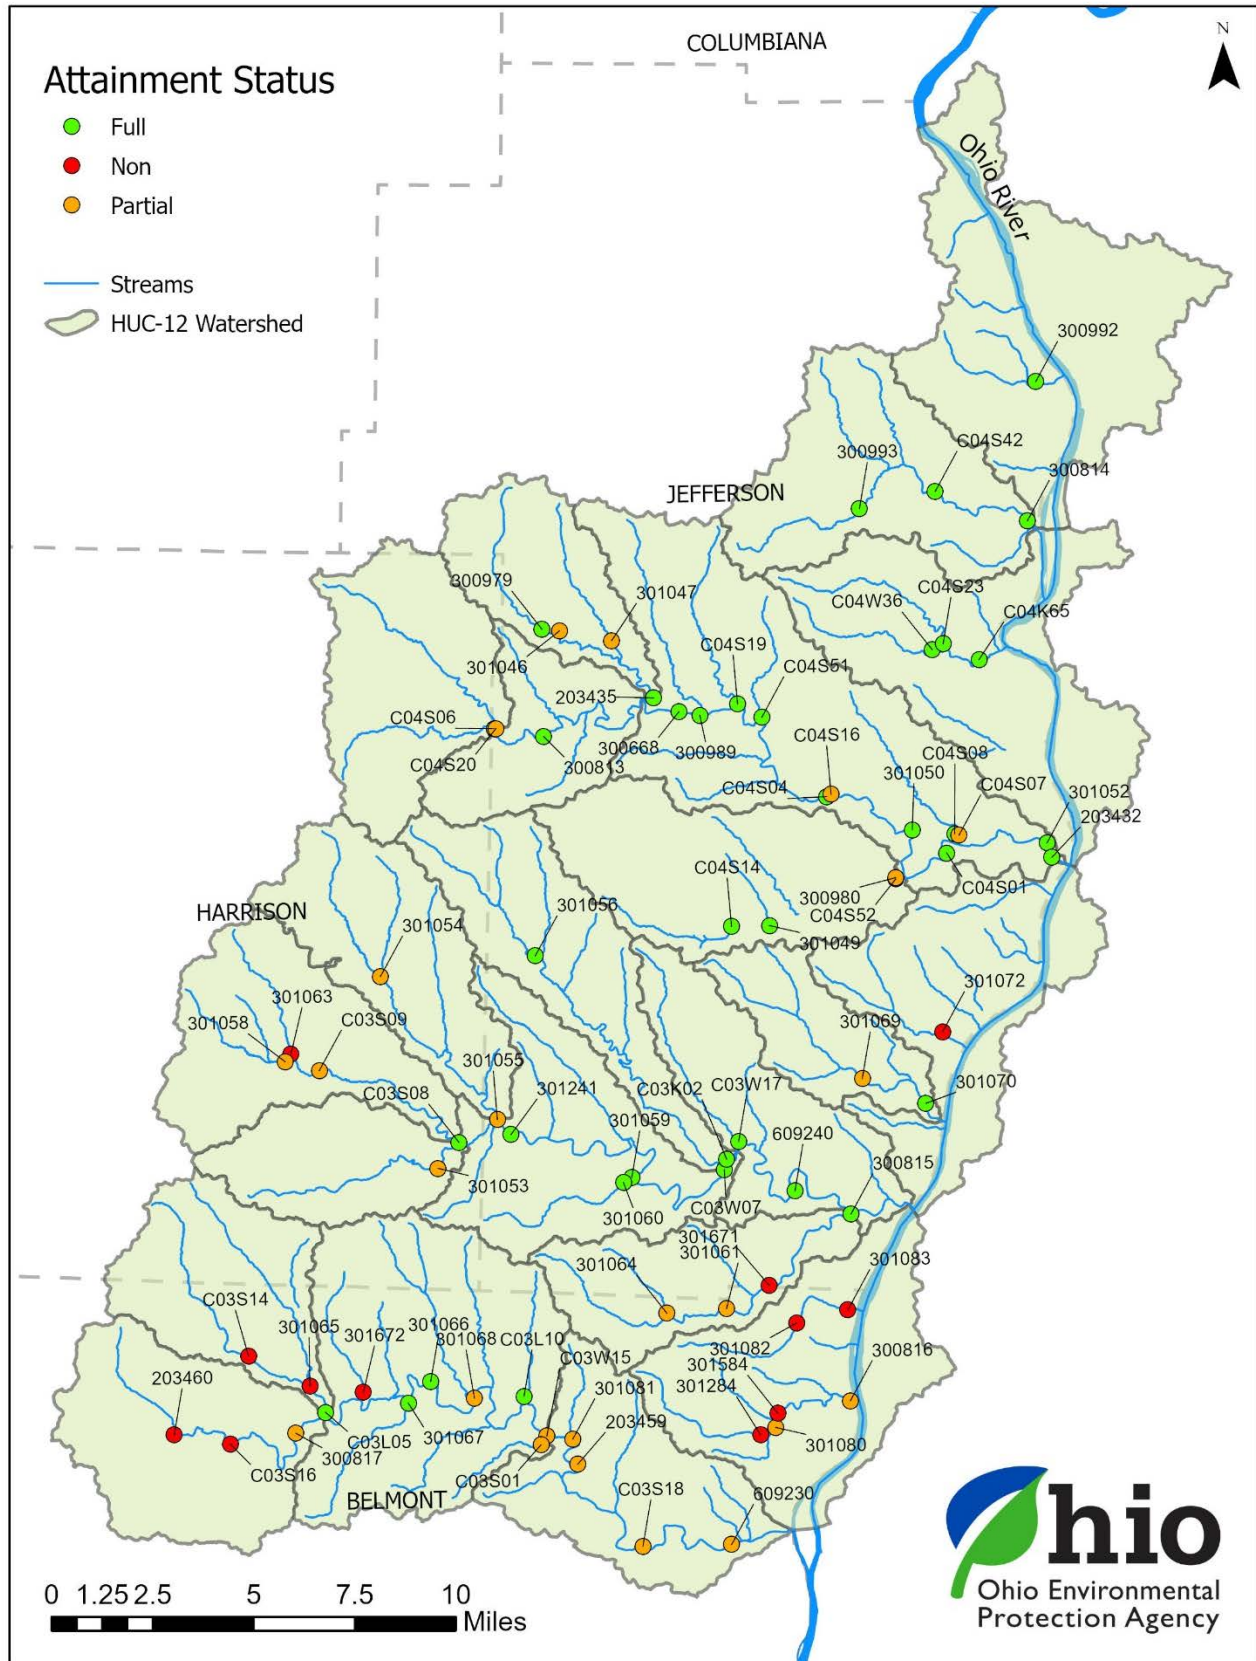 COLUMBIANA
N
Attainment Status
Full
Non
Partial
Streams
HUC-12 Watershed
Ohio River
300992
C04S42
300993
300814
JEFFERSON
C04S23
300979
301047
C04W36
C04K65
C04S19
301046
C04S51
203435
C04S06
C04S16
C04S08
300668
300989
C04S20
300813
301050
C04S07
C04S04
301052
203432
C04S14
C04S01
300980
HARRISON
301056
C04S52
301054
301049
301063
301072
C03S09
301058
301069
301055
C03K02
C03W17
301241
301070
C03S08
301059
609240
300815
301053
C03W07
301060
301671
301061
301064
301083
C03S14
301066
C03L10
301065
301672
301068
301082
300816
C03W15
301584
203460
301081
301284
203459
C03L05
301067
300817
301080
C03S16
C03S01
C03S18
609230
BELMONT
0 1.25 2.5 5 7.5 10
Miles
Ohio
Ohio Environmental
Protection Agency